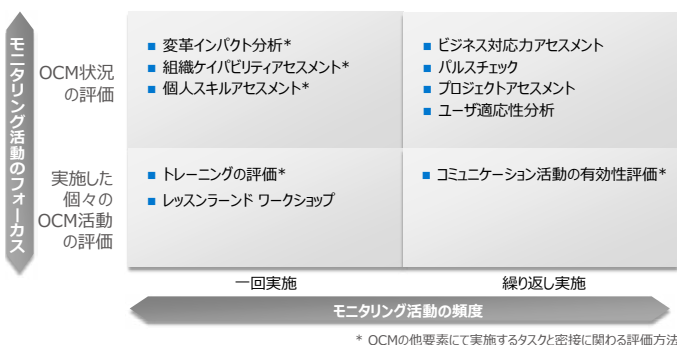 モニタリング活動のフォーカス
OCM状況
の評価
■ 変革インパクト分析*
■ 組織ケイパビリティアセスメント*
■ 個人スキルアセスメント*
■ ビジネス対応力アセスメント
■ パルスチェック
■ プロジェクトアセスメント
■ ユーザ適応性分析
実施した
個々の
OCM活動
の評価
■ トレーニングの評価*
■ レッスンラーンド ワークショップ
■ コミュニケーション活動の有効性評価*
一回実施
繰り返し実施
モニタリング活動の頻度
* OCMの他要素にて実施するタスクと密接に関わる評価方法